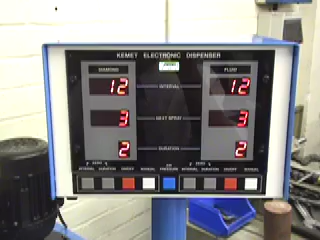 KEMET ELECTRONIC DISPENSER
DIAMOND FLUID
12 INTERVAL 12
3 NEXT SPRAY 3
2 DURATION 2
INTERVAL DURATION ON/OFF MANUAL AIR PRESSURE INTERVAL DURATION ON/OFF MANUAL